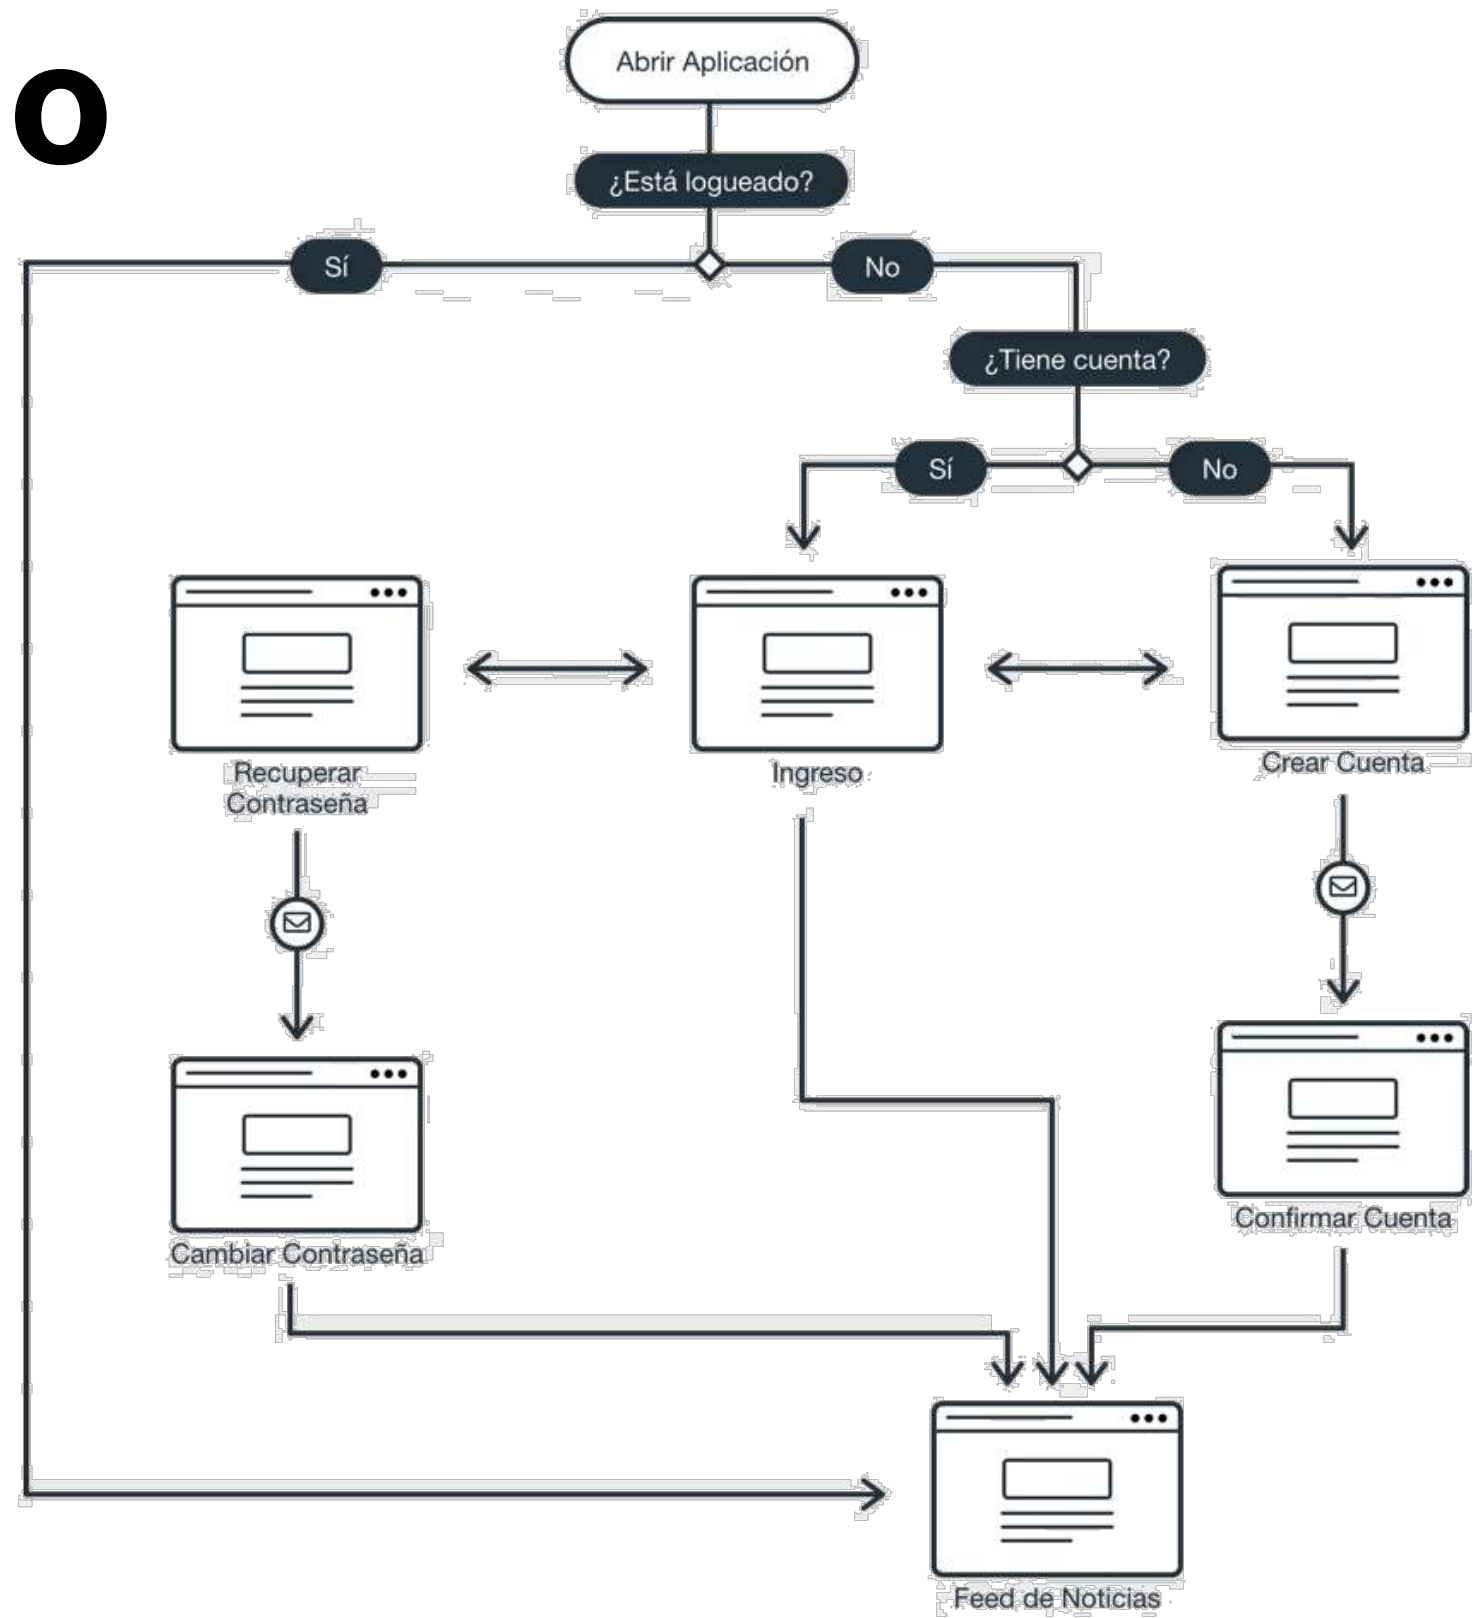 o
Abrir Aplicación
¿Está logueado?
Sí
No
¿Tiene cuenta?
Sí
No
Recuperar
Contraseña
Ingreso
Crear Cuenta
Cambiar Contraseña
Confirmar Cuenta
Feed de Noticias